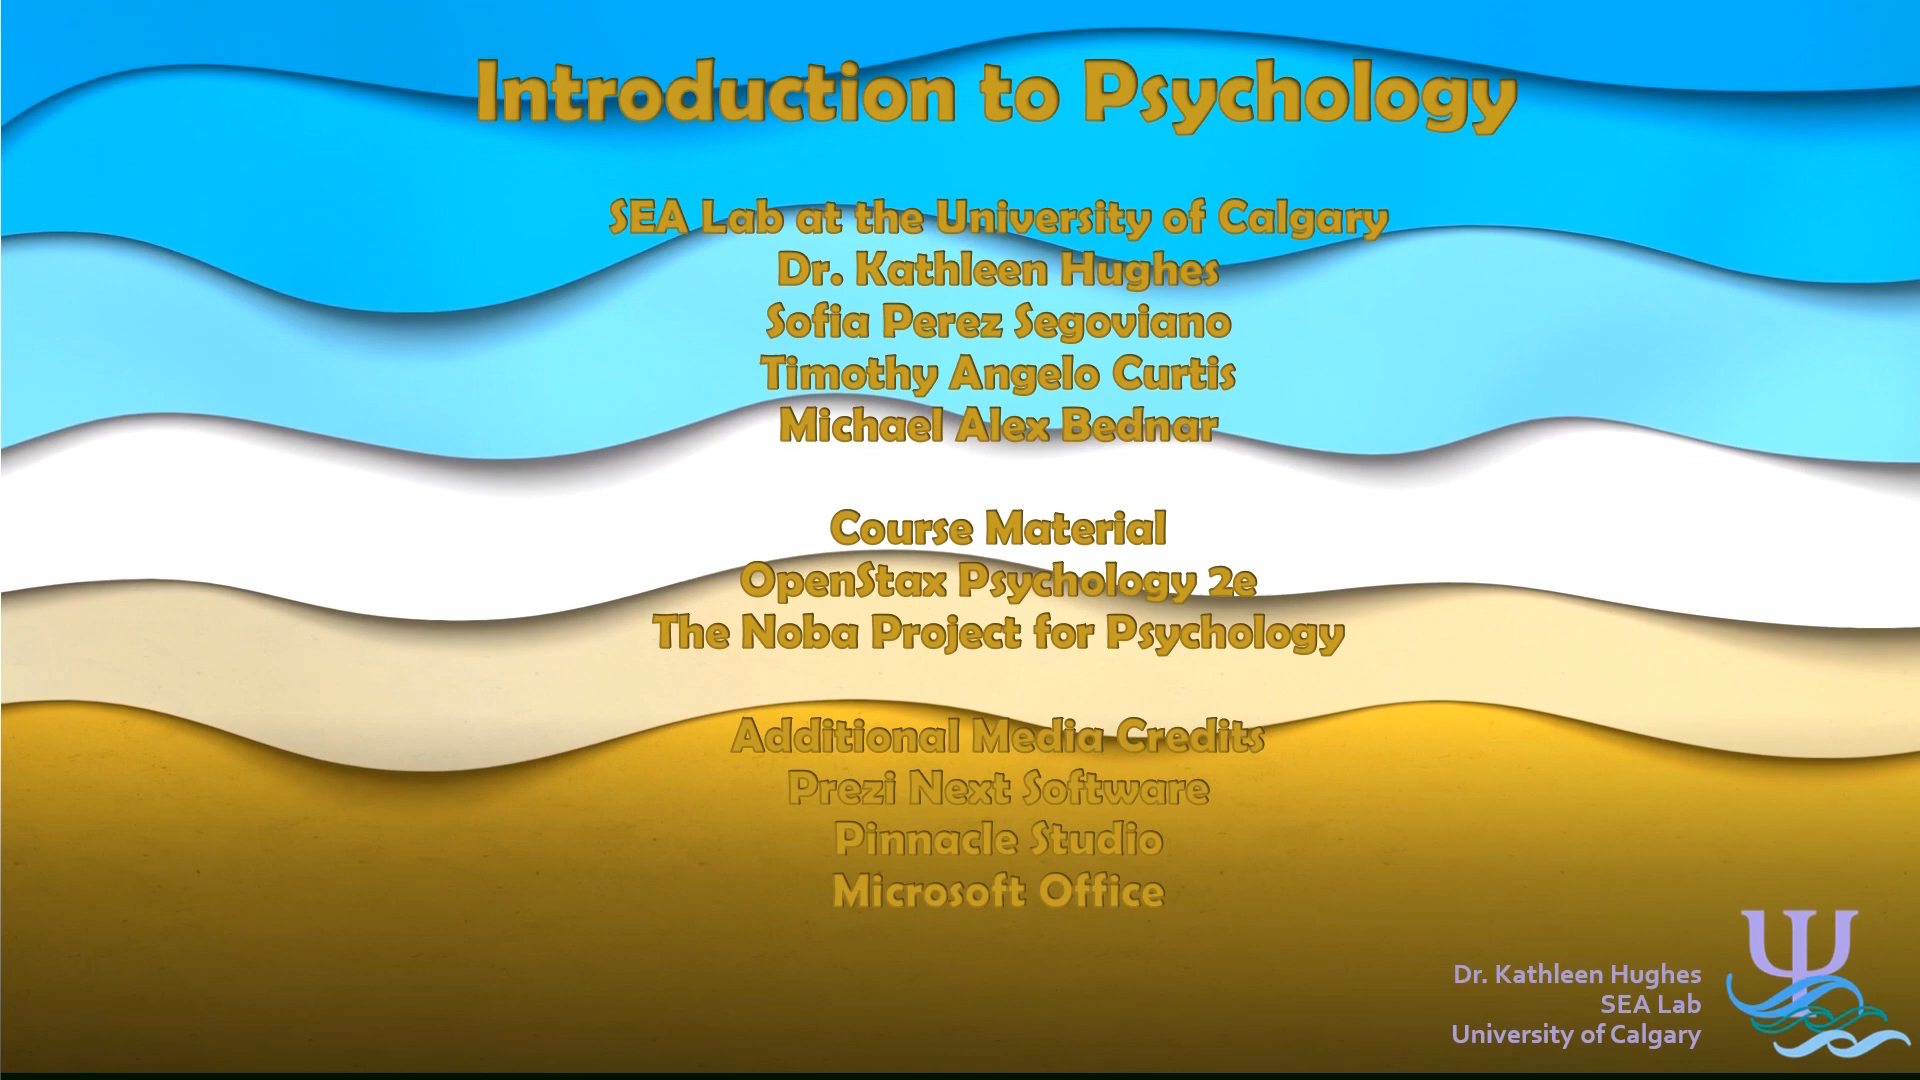 Introduction to Psychology
SEA Lab at the University of Calgary
Dr. Kathleen Hughes
Sofia Perez Segoviano
Timothy Angelo Curtis
Michael Alex Bednar
Course Material
OpenStax Psychology 2e
The Noba Project for Psychology
Additional Media Credits
Prezi Next Software
Pinnacle Studio
Microsoft Office
Dr. Kathleen Hughes
SEA Lab
University of Calgary